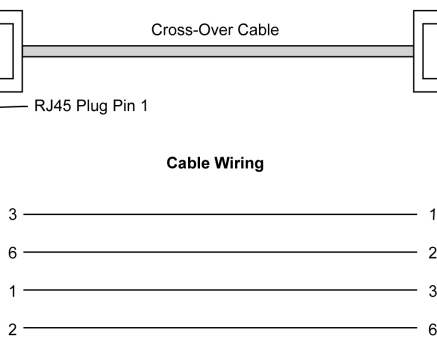 Cross-Over Cable
RJ45 Plug Pin 1
Cable Wiring
3 1
6 2
1 3
2 6